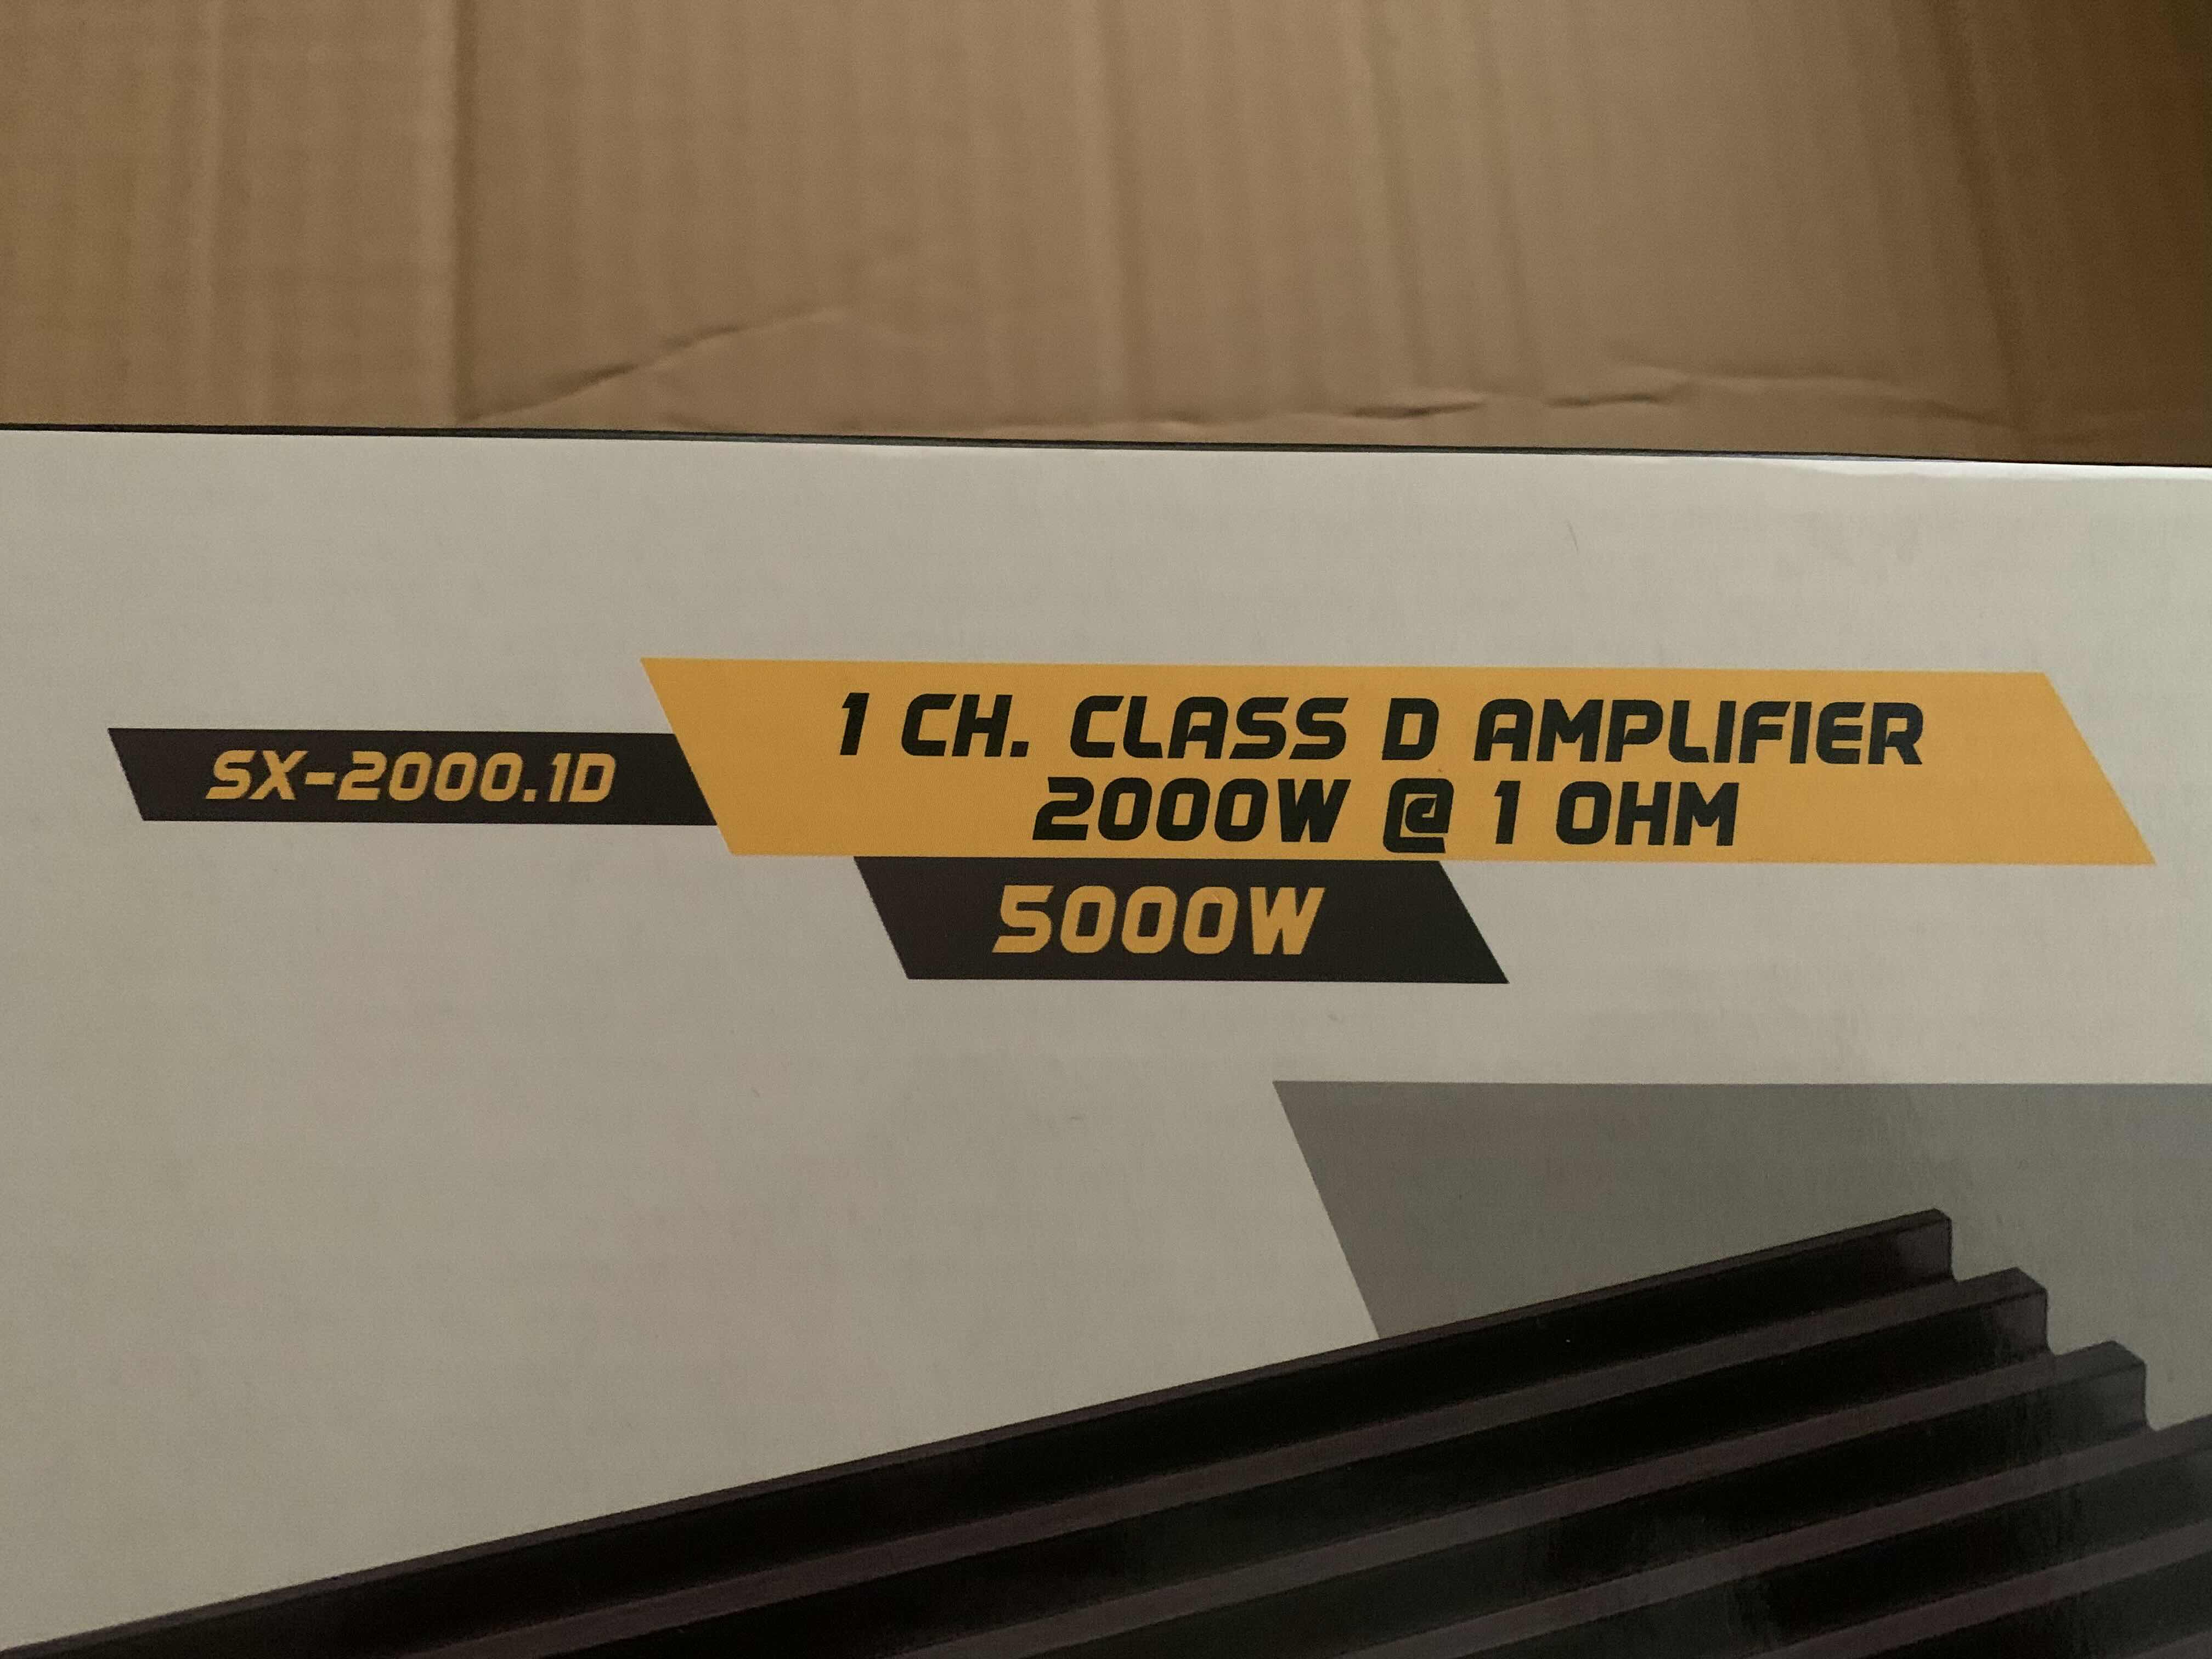 SX-2000.1D
1 CH. CLASS D AMPLIFIER
2000W @ 1 OHM
5000W